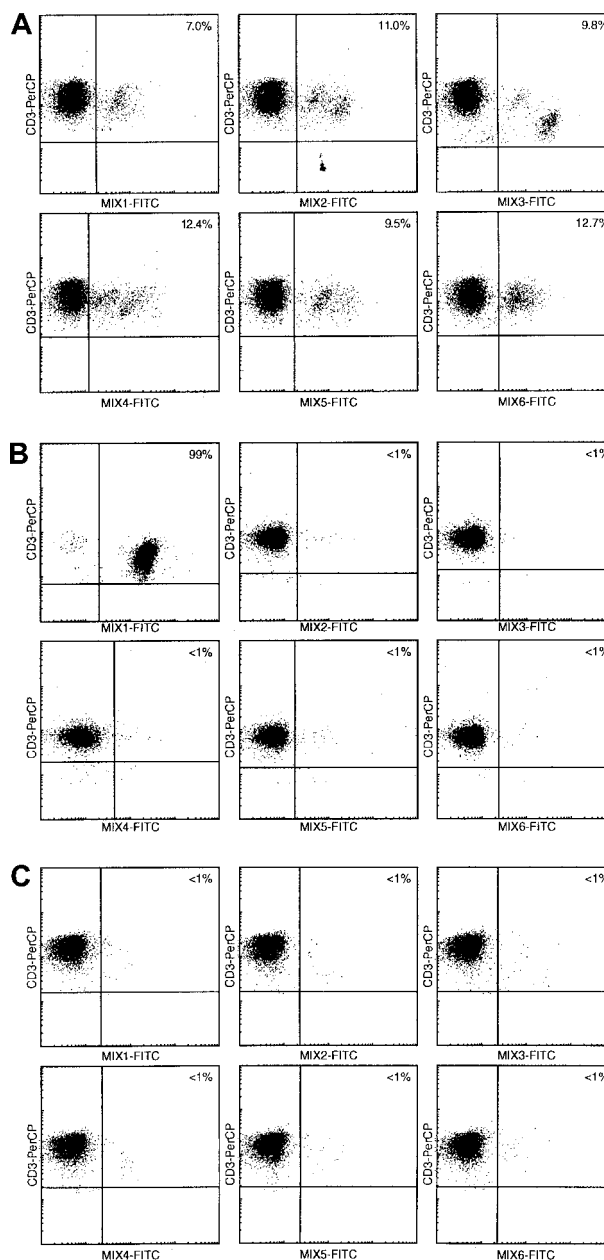 A
7.0% 11.0% 9.8%
CD3-PerCP CD3-PerCP CD3-PerCP
MIX1-FITC MIX2-FITC MIX3-FITC
12.4% 9.5% 12.7%
CD3-PerCP CD3-PerCP CD3-PerCP
MIX4-FITC MIX5-FITC MIX6-FITC
B
99% <1% <1%
CD3-PerCP CD3-PerCP CD3-PerCP
MIX1-FITC MIX2-FITC MIX3-FITC
<1% <1% <1%
CD3-PerCP CD3-PerCP CD3-PerCP
MIX4-FITC MIX5-FITC MIX6-FITC
C
<1% <1% <1%
CD3-PerCP CD3-PerCP CD3-PerCP
MIX1-FITC MIX2-FITC MIX3-FITC
<1% <1% <1%
CD3-PerCP CD3-PerCP CD3-PerCP
MIX4-FITC MIX5-FITC MIX6-FITC